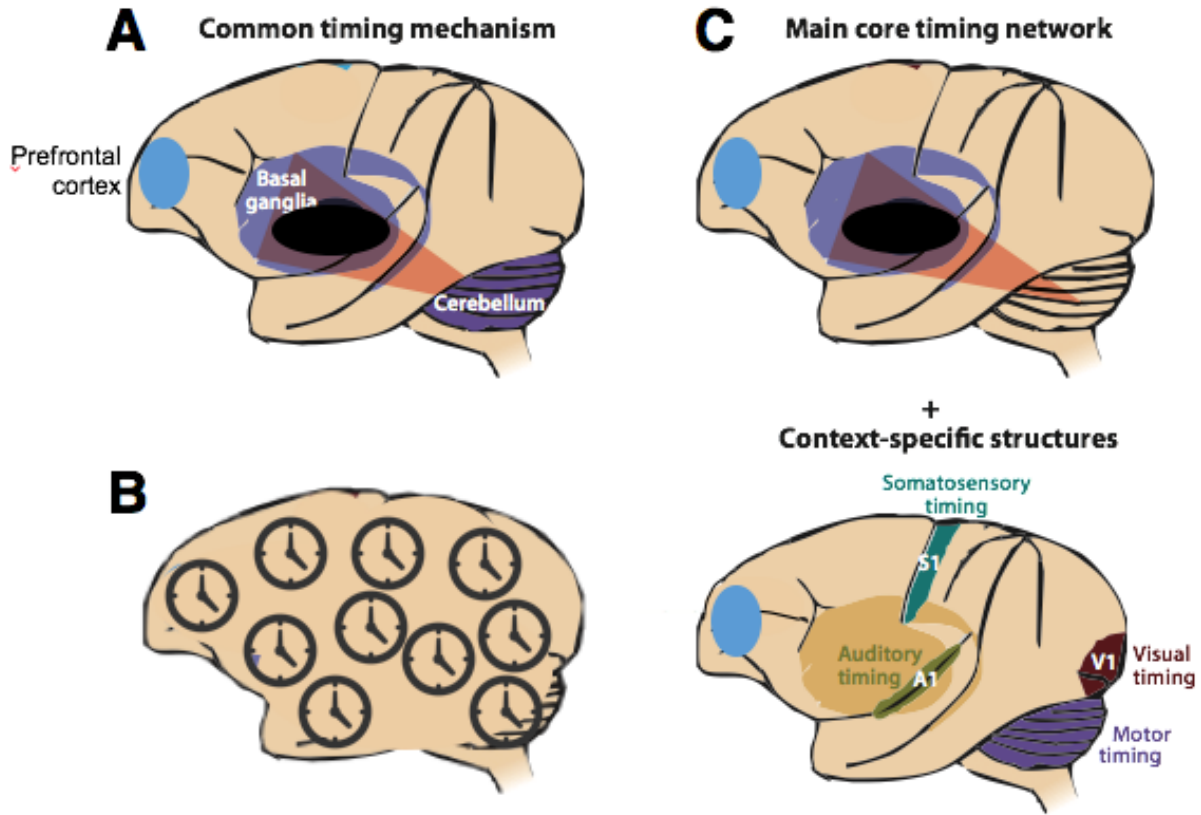 A
Common timing mechanism
Prefrontal
cortex
Basal
ganglia
Cerebellum
B
C
Main core timing network
+
Context-specific structures
Somatosensory
timing
S1
Auditory
timing
A1
V1
Visual
timing
Motor
timing